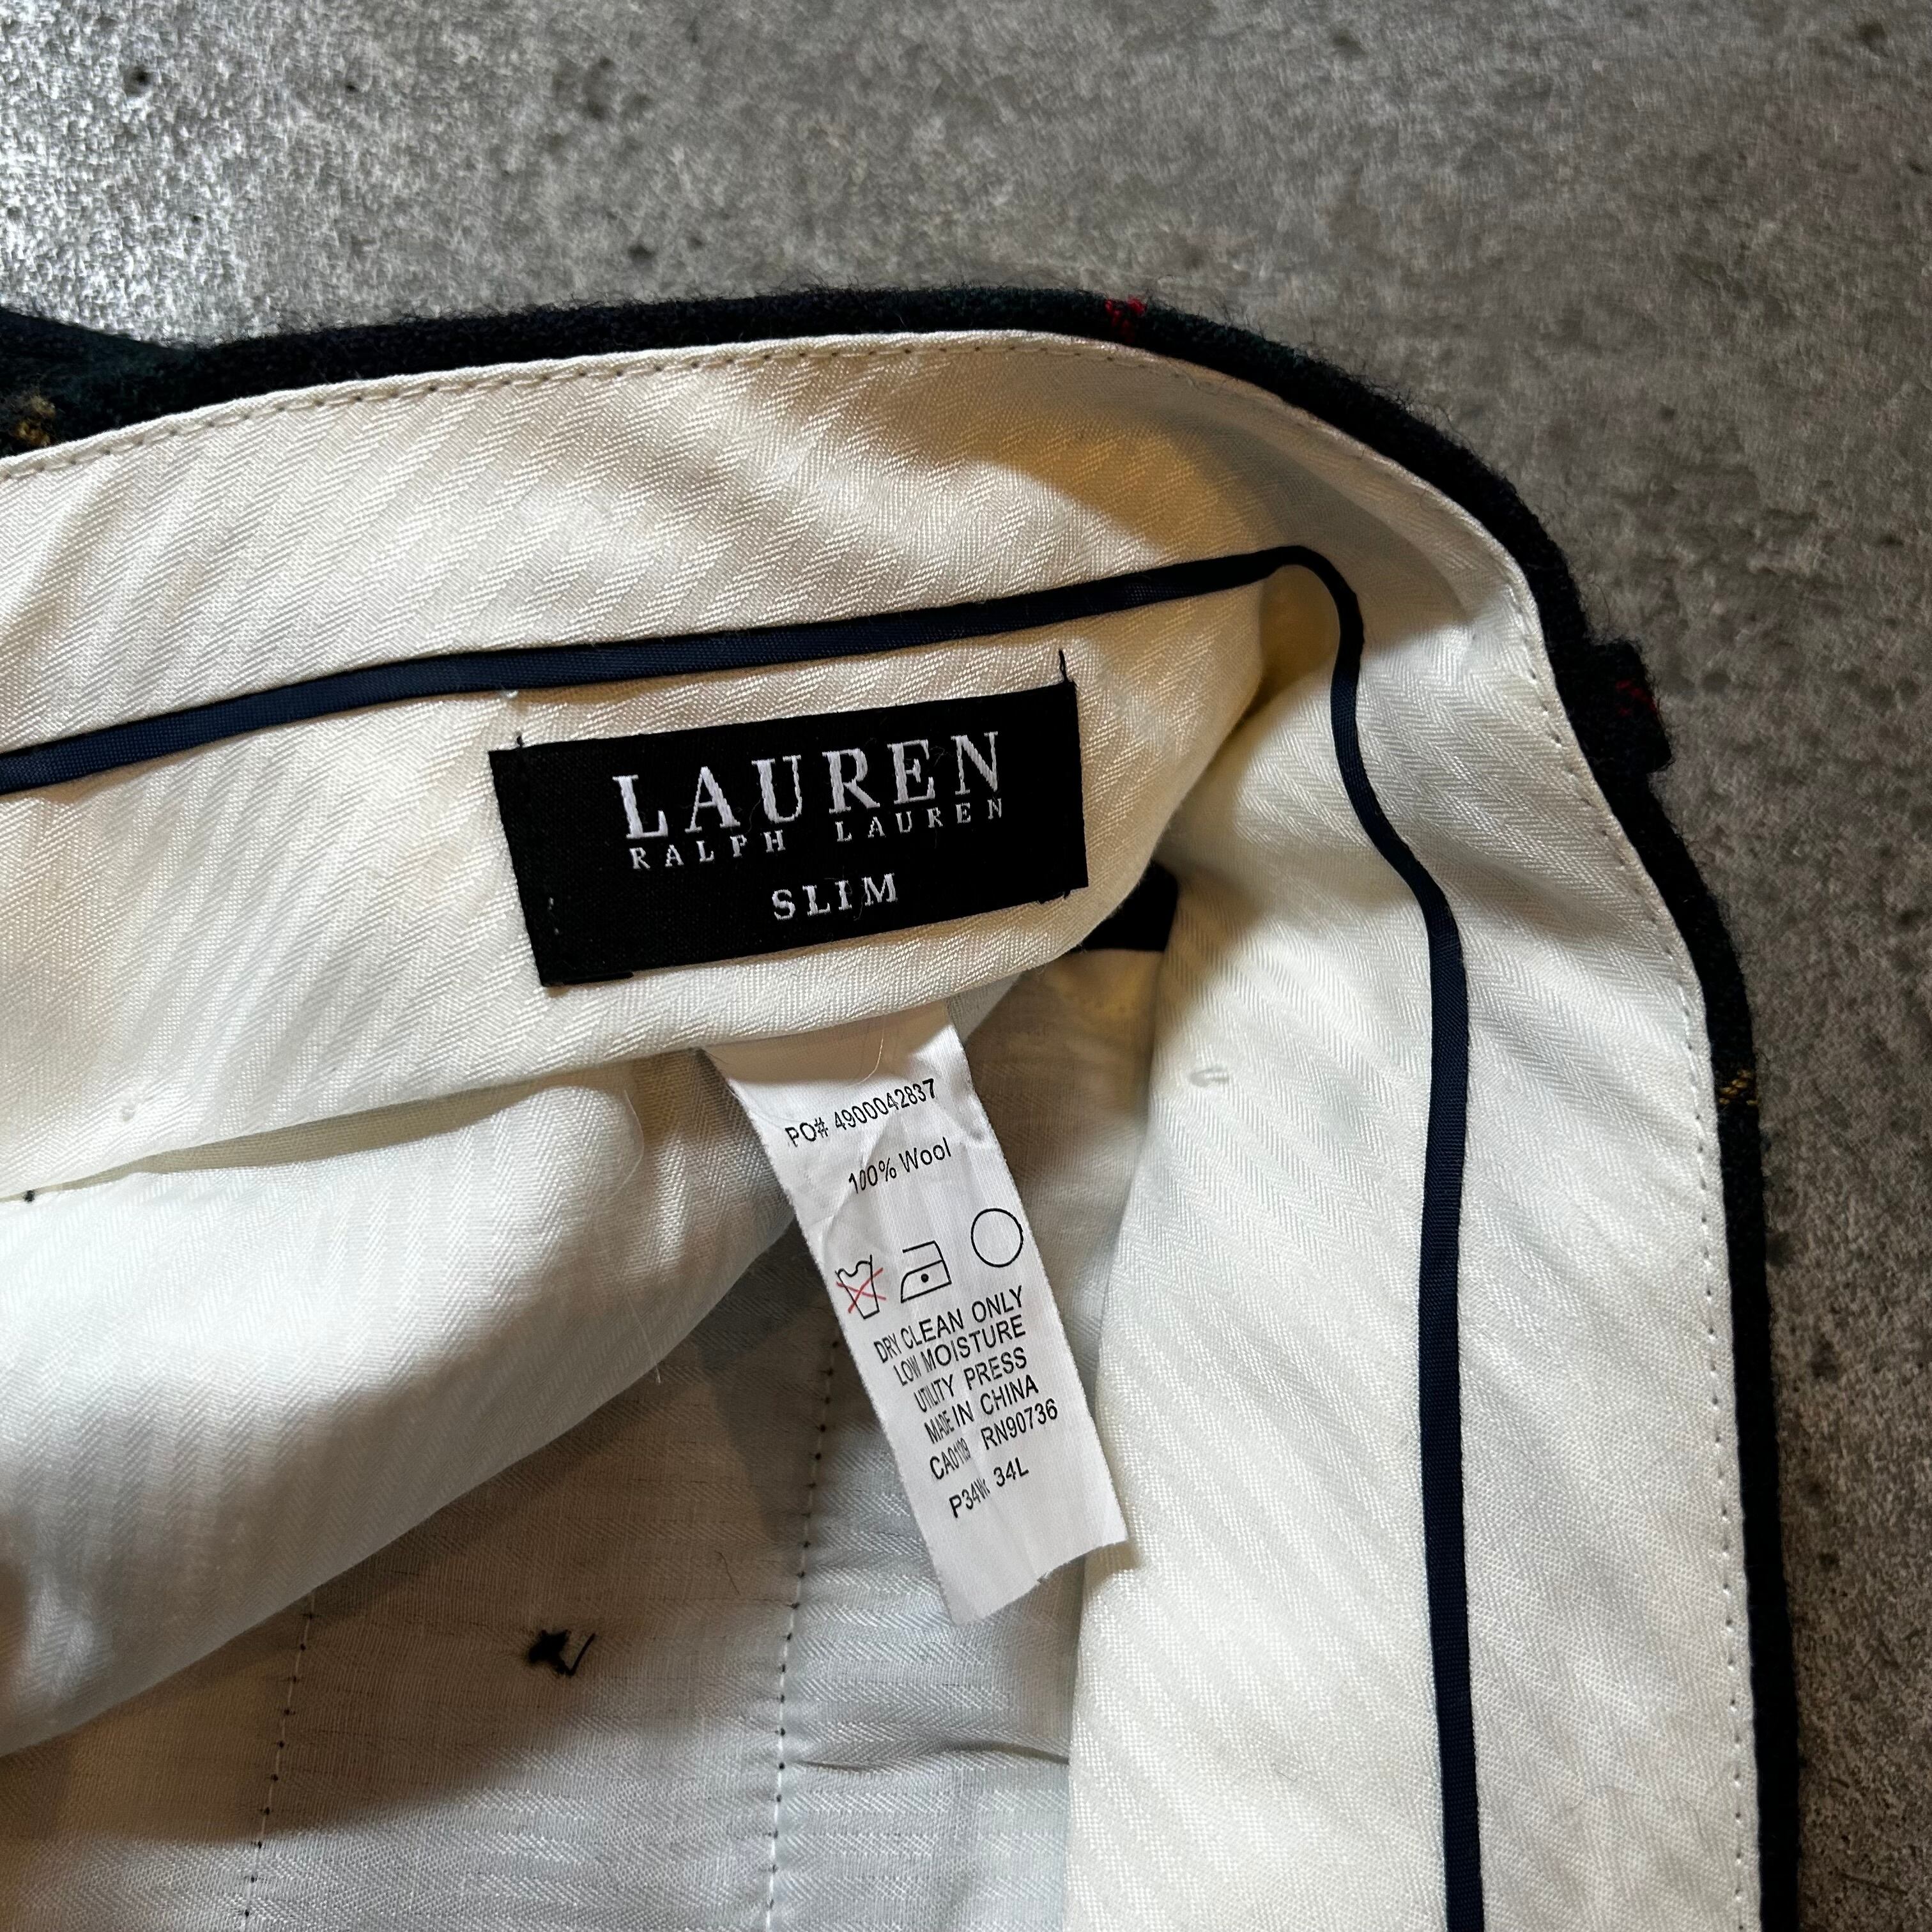 LAUREN
RALPH LAUREN
SLIM
PO# 4900042837
100% Wool
DRY CLEAN ONLY
LOW MOISTURE
UTILITY PRESS
MADE IN CHINA
RN90736
34L